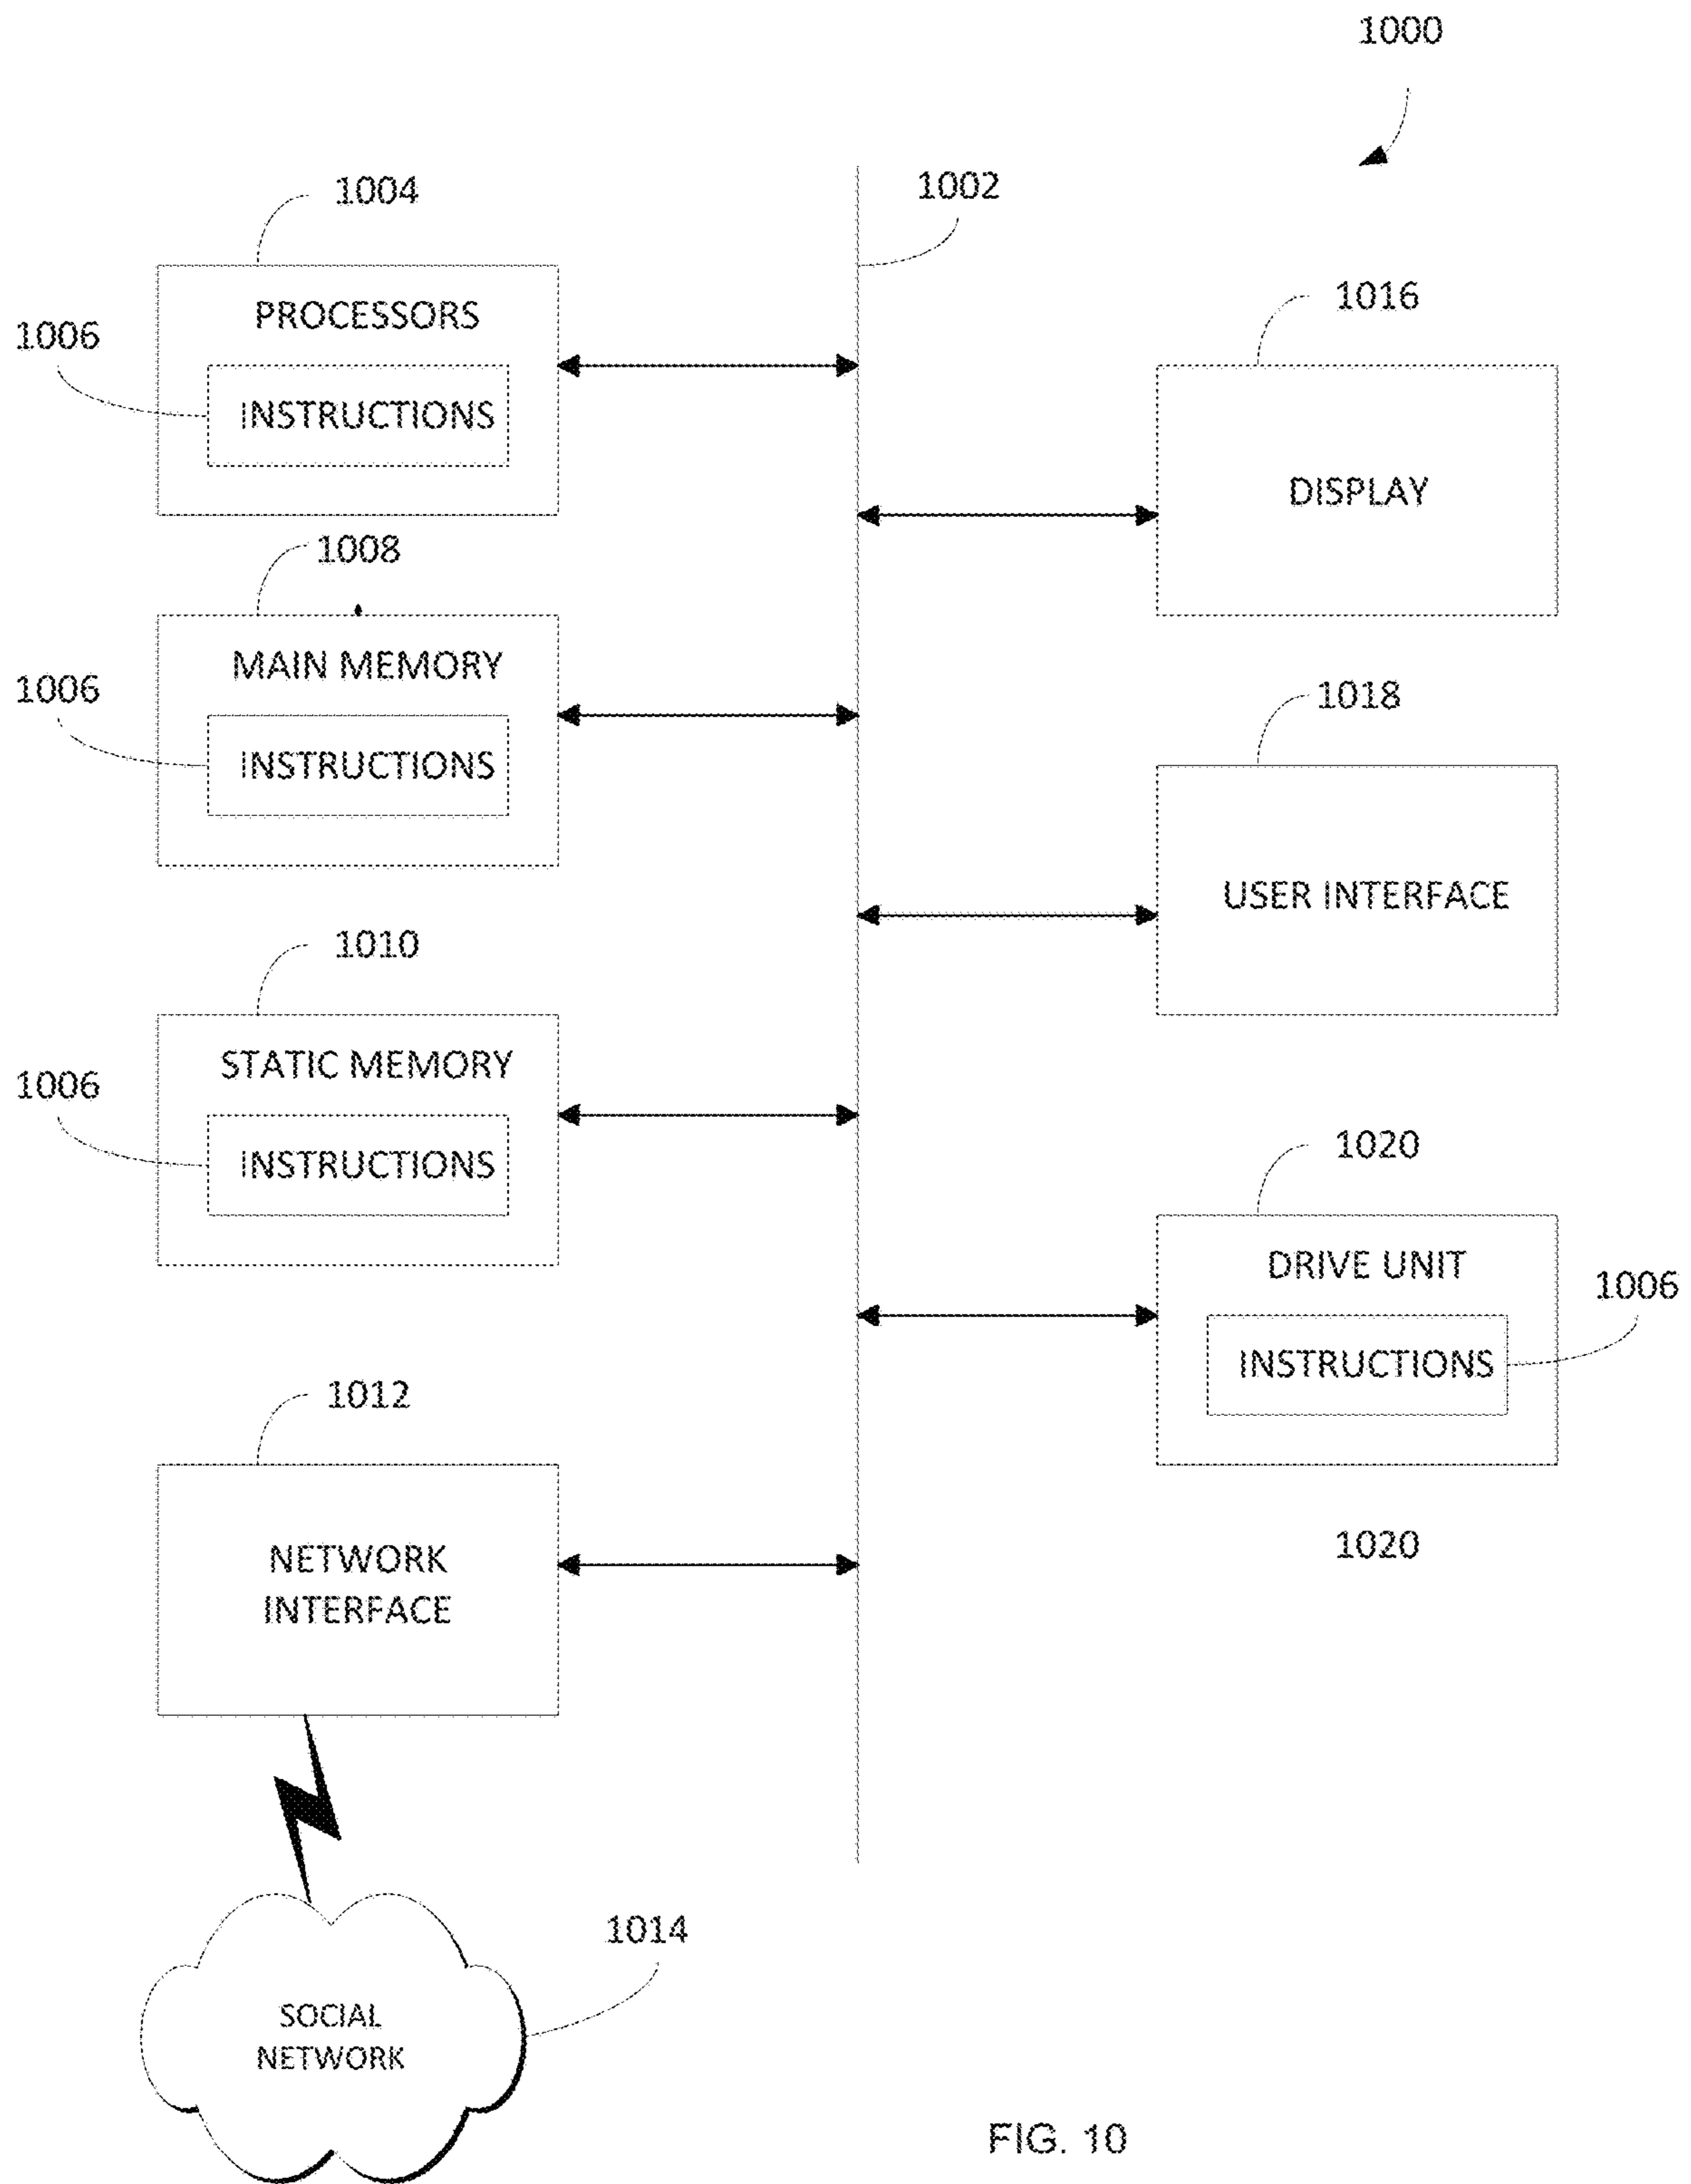 1000
1004
1002
PROCESSORS
1006
INSTRUCTIONS
1016
DISPLAY
1008
MAIN MEMORY
1006
INSTRUCTIONS
1018
USER INTERFACE
1010
STATIC MEMORY
1006
INSTRUCTIONS
1020
DRIVE UNIT
1006
INSTRUCTIONS
1012
NETWORK
INTERFACE
1020
1014
SOCIAL
NETWORK
FIG. 10